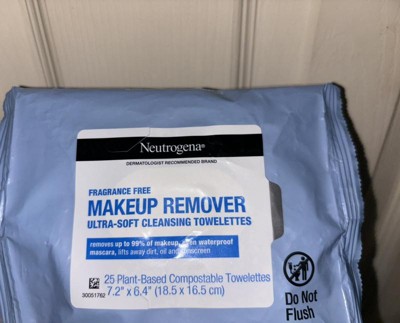 Neutrogena®
DERMATOLOGIST RECOMMENDED BRAND
FRAGRANCE FREE
MAKEUP REMOVER
ULTRA-SOFT CLEANSING TOWELETTES
removes up to 99% of makeup, even waterproof
mascara, lifts away dirt, oil and sunscreen
25 Plant-Based Compostable Towelettes
7.2" x 6.4" (18.5 x 16.5 cm)
30051762
Do Not
Flush